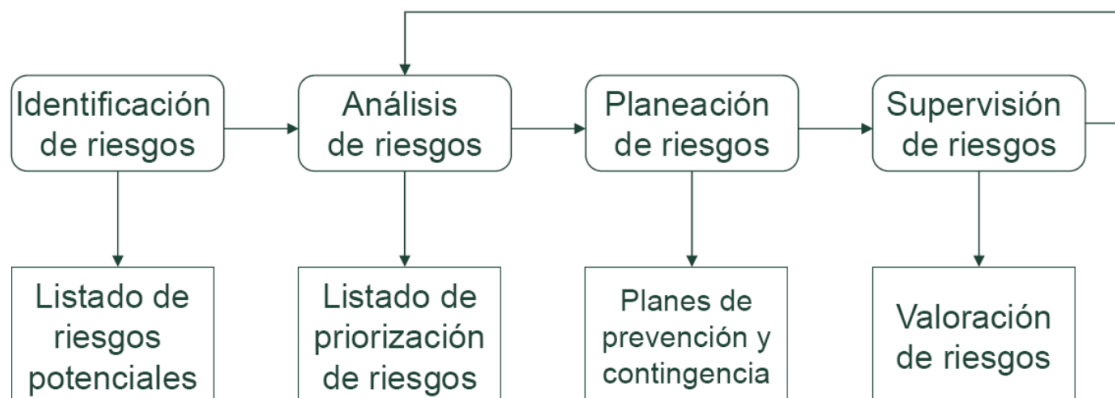 Identificación
de riesgos
Análisis
de riesgos
Planeación
de riesgos
Supervisión
de riesgos
Listado de
riesgos
potenciales
Listado de
priorización
de riesgos
Planes de
prevención y
contingencia
Valoración
de riesgos